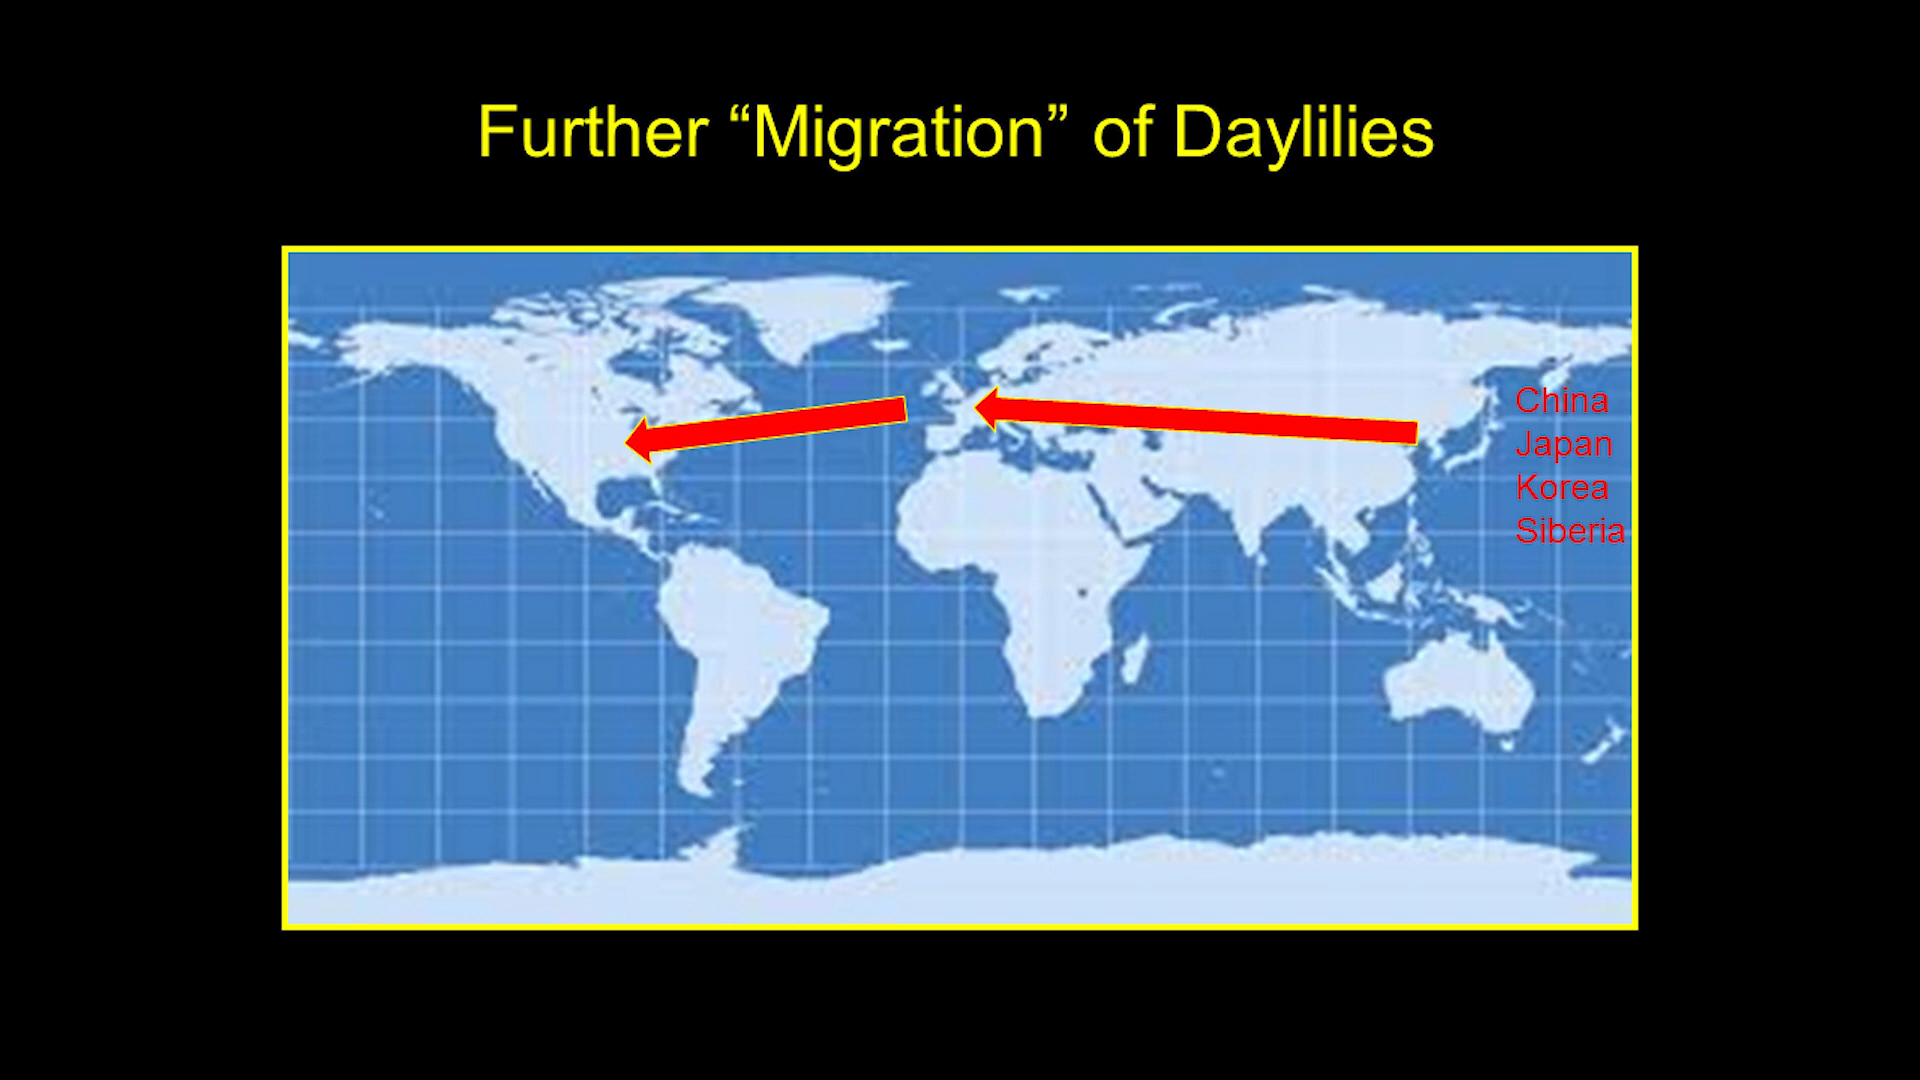 Further “Migration” of Daylilies
China
Japan
Korea
Siberia